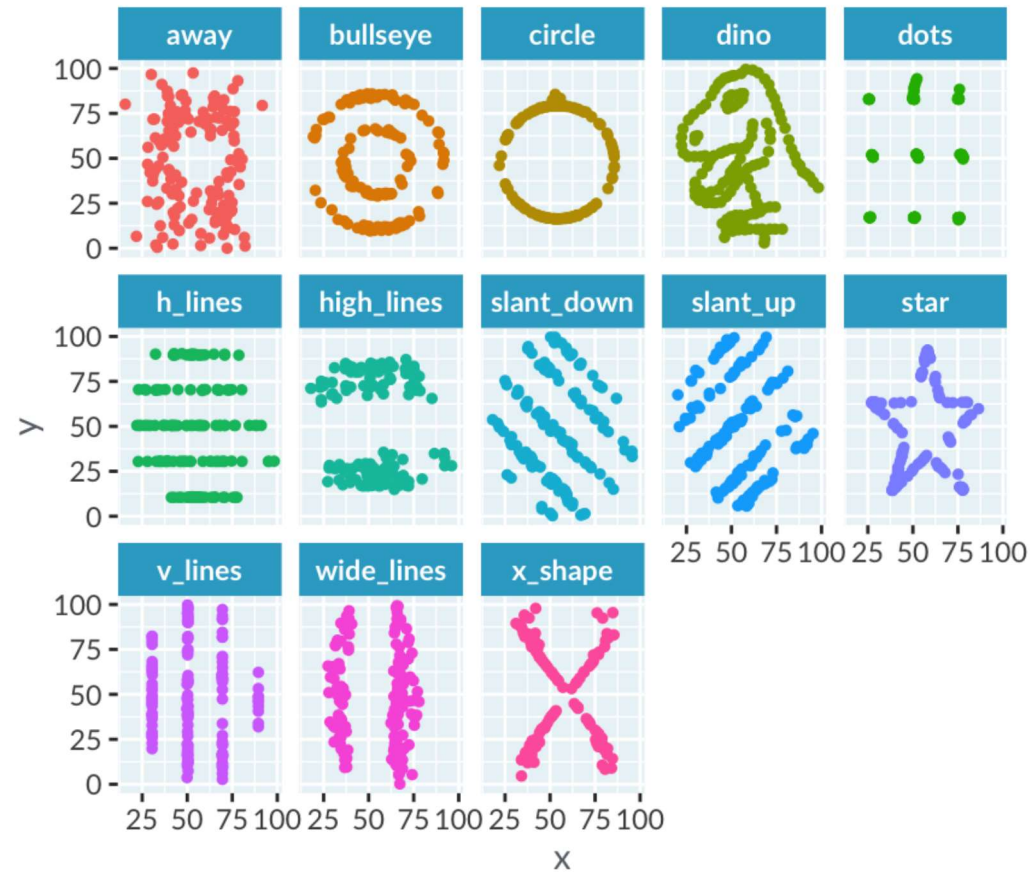 away bullseye circle dino dots
100
75
50
25
0
h_lines high_lines slant_down slant_up star
100
75
50
25
0
25 50 75 100 25 50 75 100
v_lines wide_lines x_shape
100
75
50
25
0
25 50 75 100 25 50 75 100 25 50 75 100
y
x